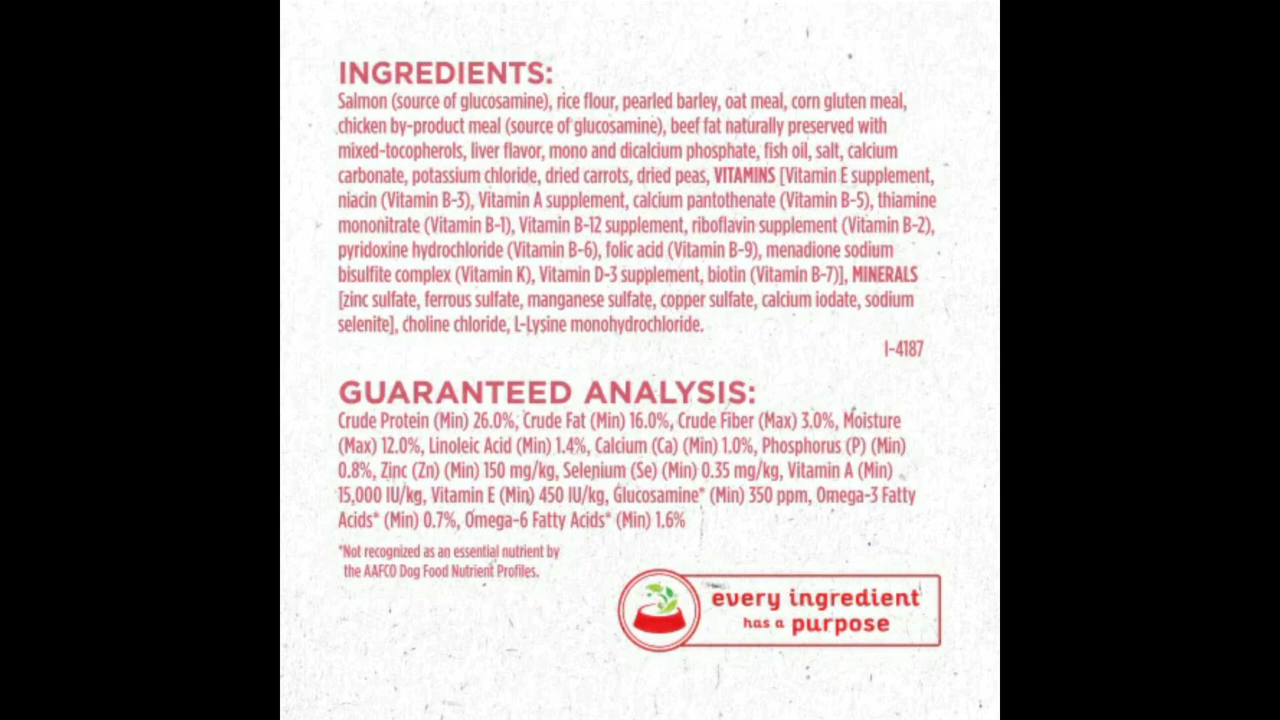 INGREDIENTS:
Salmon (source of glucosamine), rice flour, pearled barley, oat meal, corn gluten meal,
chicken by-product meal (source of glucosamine), beef fat naturally preserved with
mixed-tocopherols, liver flavor, mono and dicalcium phosphate, fish oil, salt, calcium
carbonate, potassium chloride, dried carrots, dried peas, VITAMINS [Vitamin E supplement,
niacin (Vitamin B-3), Vitamin A supplement, calcium pantothenate (Vitamin B-5), thiamine
mononitrate (Vitamin B-1), Vitamin B-12 supplement, riboflavin supplement (Vitamin B-2),
pyridoxine hydrochloride (Vitamin B-6), folic acid (Vitamin B-9), menadione sodium
bisulfite complex (Vitamin K), Vitamin D-3 supplement, biotin (Vitamin B-7)], MINERALS
[zinc sulfate, ferrous sulfate, manganese sulfate, copper sulfate, calcium iodate, sodium
selenite], choline chloride, L-Lysine monohydrochloride.
I-4187
GUARANTEED ANALYSIS:
Crude Protein (Min) 26.0%, Crude Fat (Min) 16.0%, Crude Fiber (Max) 3.0%, Moisture
(Max) 12.0%, Linoleic Acid (Min) 1.4%, Calcium (Ca) (Min) 1.0%, Phosphorus (P) (Min)
0.8%, Zinc (Zn) (Min) 150 mg/kg, Selenium (Se) (Min) 0.35 mg/kg, Vitamin A (Min)
15,000 IU/kg, Vitamin E (Min) 450 IU/kg, Glucosamine* (Min) 350 ppm, Omega-3 Fatty
Acids* (Min) 0.7%, Omega-6 Fatty Acids* (Min) 1.6%
*Not recognized as an essential nutrient by
the AAFCO Dog Food Nutrient Profiles.
every ingredient
has a purpose